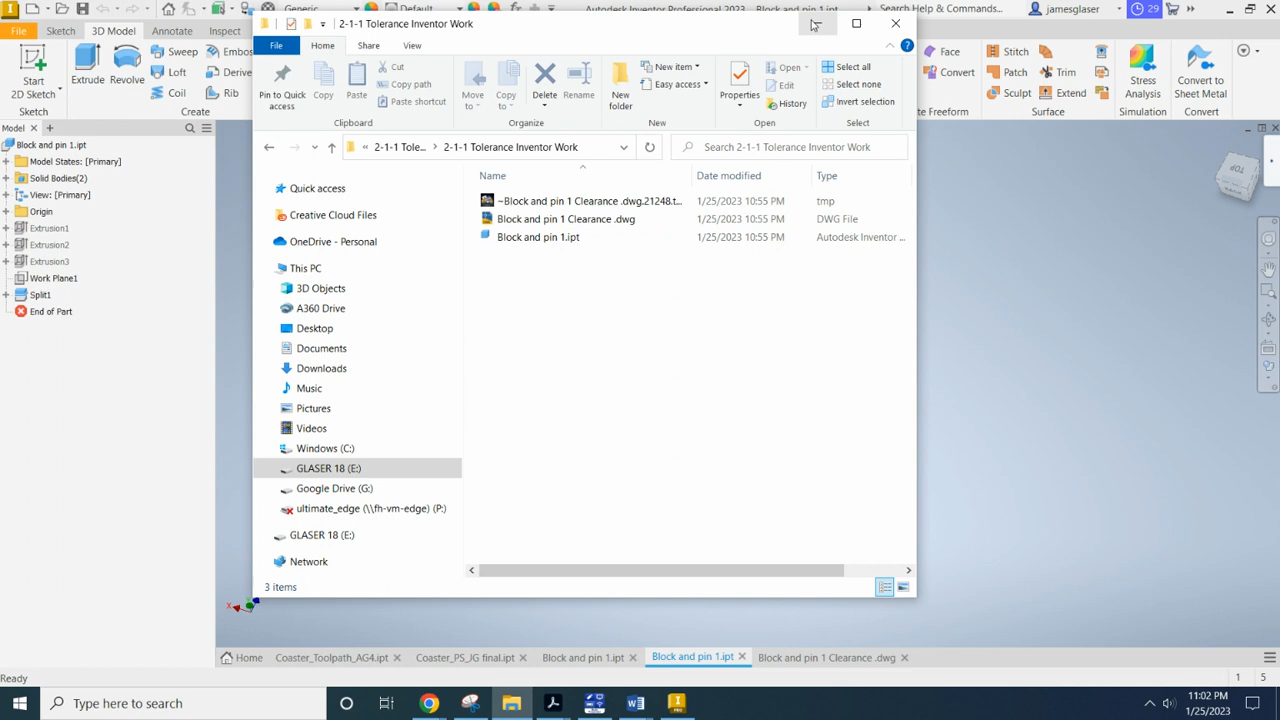 Generic
Default
Autodesk Inventor Professional 2023 Block and pin 1.ipt
Search Help & Commands...
jamesglaser
29
2-1-1 Tolerance Inventor Work
File
Sketch
3D Model
Annotate
Inspect
File
Home
Share
View
Start
2D Sketch
Sketch
Extrude
Revolve
Sweep
Loft
Coil
Embos
Derive
Rib
Create
Pin to Quick
access
Copy
Paste
Cut
Copy path
Paste shortcut
Clipboard
Move
to
Copy
to
Delete
Rename
Organize
New
folder
New item
Easy access
New
Properties
Open
Edit
History
Open
Select all
Select none
Invert selection
Select
Face
Convert
te Freeform
Stitch
Patch
Sculpt
Trim
Extend
Surface
Stress
Analysis
Simulation
Convert to
Sheet Metal
Convert
Model
Block and pin 1.ipt
Model States: [Primary]
Solid Bodies(2)
View: [Primary]
Origin
Extrusion1
Extrusion2
Extrusion3
Work Plane1
Split1
End of Part
« 2-1-1 Tole... › 2-1-1 Tolerance Inventor Work
Search 2-1-1 Tolerance Inventor Work
Quick access
Creative Cloud Files
OneDrive - Personal
This PC
3D Objects
A360 Drive
Desktop
Documents
Downloads
Music
Pictures
Videos
Windows (C:)
GLASER 18 (E:)
Google Drive (G:)
ultimate_edge (\\fh-vm-edge) (P:)
GLASER 18 (E:)
Network
Name Date modified Type
~Block and pin 1 Clearance .dwg.21248.t... 1/25/2023 10:55 PM tmp
Block and pin 1 Clearance .dwg 1/25/2023 10:55 PM DWG File
Block and pin 1.ipt 1/25/2023 10:55 PM Autodesk Inventor ...
3 items
TOP
X
Home
Coaster_Toolpath_AG4.ipt
Coaster_PS_JG final.ipt
Block and pin 1.ipt
Block and pin 1.ipt
Block and pin 1 Clearance .dwg
Ready
1 5
Type here to search
11:02 PM
1/25/2023